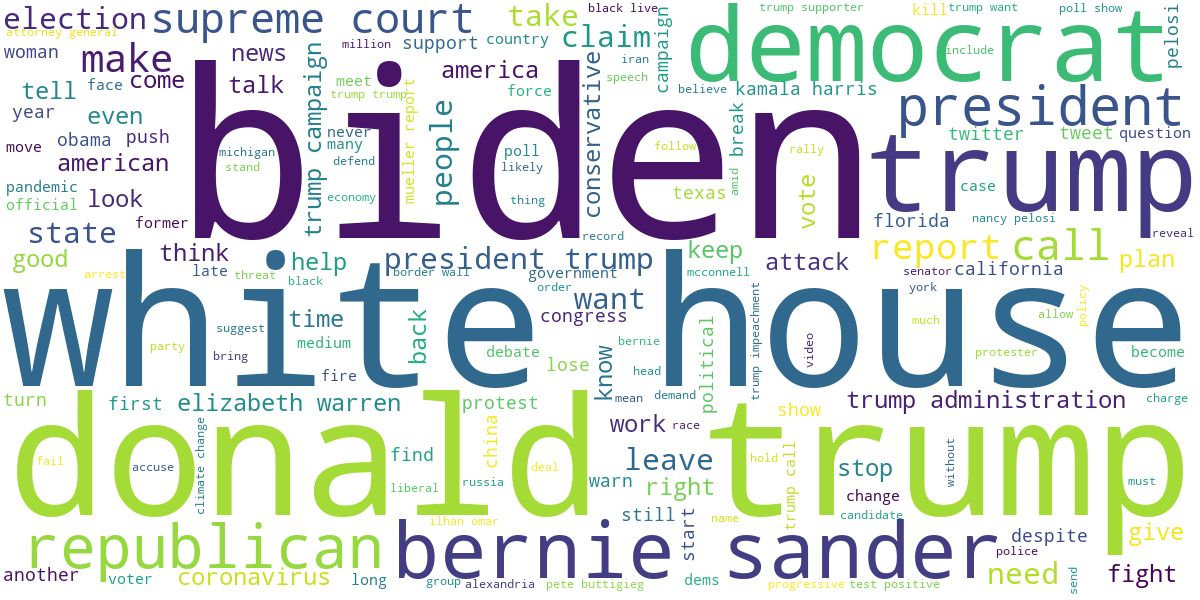 election
supreme court
take
black live
trump supporter
kill
trump want
poll show
attorney general
woman
make
news
million
support
country
claim
campaign
democrat
include
pelosi
tell
face
come
talk
trump campaign
meet
trump trump
america
iran
speech
force
believe
kamala harris
president
year
even
mueller report
people
conservative
break
amid
twitter
tweet
question
move
obama
push
never
many
biden
michigan
stand
defend
poll
likely
follow
rally
trump
american
pandemic
official
look
economy
thing
texas
vote
case
former
florida
nancy pelosi
reveal
state
record
good
think
help
president trump
keep
attack
report
call
plan
late
arrest
threat
black
border wall
government
order
mcconnell
senator
california
york
want
white house
suggest
time
congress
trump impeachment
much
allow
policy
party
bring
medium
back
debate
lose
bernie
political
video
protester
become
fire
know
head
turn
first
elizabeth warren
protest
mean
demand
show
trump administration
charge
donald trump
climate change
china
work
race
fail
accuse
find
deal
leave
hold
trump call
stop
without
liberal
russia
warn
right
change
must
ilhan omar
still
start
name
candidate
despite
give
republican
bernie sander
police
another
voter
coronavirus
long
group
alexandria
pete buttigieg
dems
progressive
test positive
need
send
fight